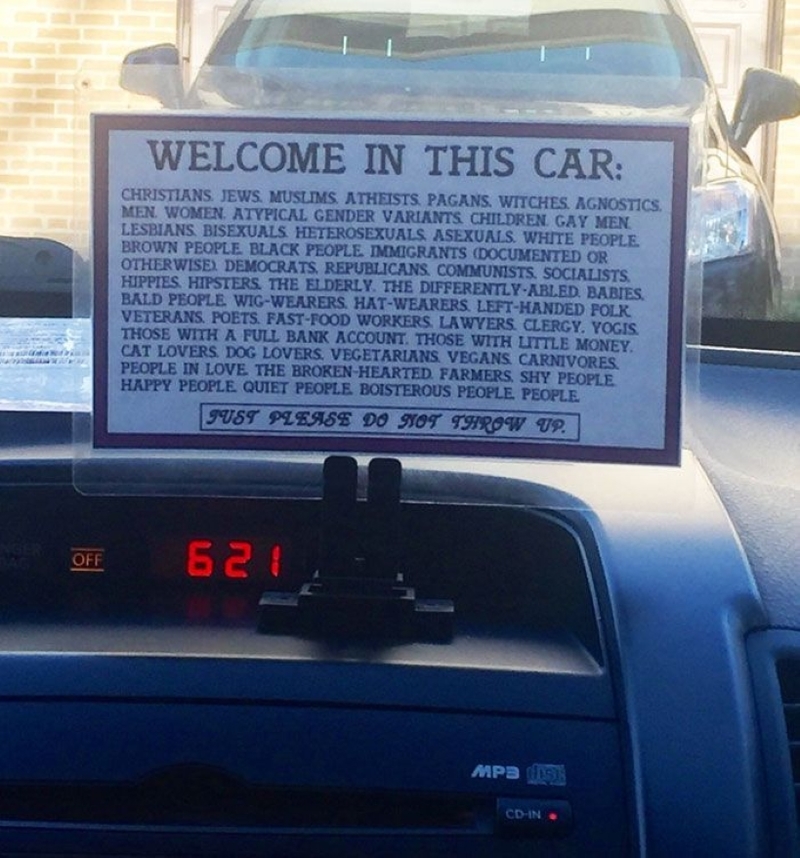 WELCOME IN THIS CAR:
CHRISTIANS. JEWS. MUSLIMS. ATHEISTS. PAGANS. WITCHES. AGNOSTICS.
MEN. WOMEN. ATYPICAL GENDER VARIANTS. CHILDREN. GAY MEN.
LESBIANS. BISEXUALS. HETEROSEXUALS. ASEXUALS. WHITE PEOPLE.
BROWN PEOPLE. BLACK PEOPLE. IMMIGRANTS (DOCUMENTED OR
OTHERWISE). DEMOCRATS. REPUBLICANS. COMMUNISTS. SOCIALISTS.
HIPPIES. HIPSTERS. THE ELDERLY. THE DIFFERENTLY-ABLED. BABIES.
BALD PEOPLE. WIG-WEARERS. HAT-WEARERS. LEFT-HANDED FOLK.
VETERANS. POETS. FAST-FOOD WORKERS. LAWYERS. CLERGY. YOGIS.
THOSE WITH A FULL BANK ACCOUNT. THOSE WITH LITTLE MONEY.
CAT LOVERS. DOG LOVERS. VEGETARIANS. VEGANS. CARNIVORES.
PEOPLE IN LOVE. THE BROKEN-HEARTED. FARMERS. SHY PEOPLE.
HAPPY PEOPLE. QUIET PEOPLE. BOISTEROUS PEOPLE. PEOPLE.
JUST PLEASE DO NOT THROW UP.
OFF
6 21
MP3
CD-IN